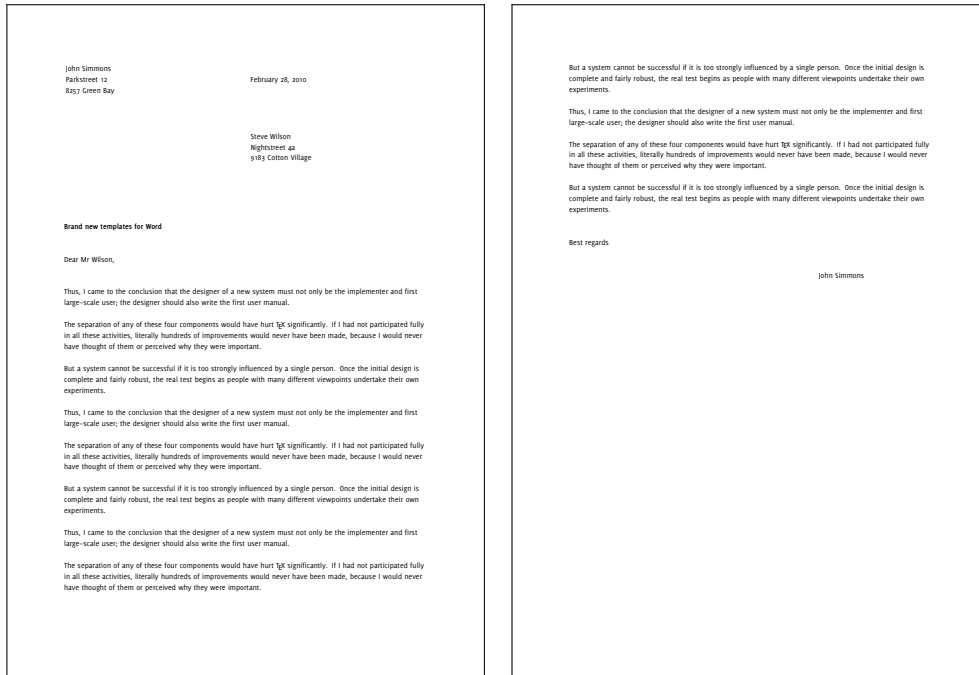 John Simmons
Parkstreet 12
8257 Green Bay
February 28, 2010
Steve Wilson
Nightstreet 4a
9183 Cotton Village
Brand new templates for Word
Dear Mr Wilson,
Thus, I came to the conclusion that the designer of a new system must not only be the implementer and first
large-scale user; the designer should also write the first user manual.
The separation of any of these four components would have hurt TEX significantly. If I had not participated fully
in all these activities, literally hundreds of improvements would never have been made, because I would never
have thought of them or perceived why they were important.
But a system cannot be successful if it is too strongly influenced by a single person. Once the initial design is
complete and fairly robust, the real test begins as people with many different viewpoints undertake their own
experiments.
Thus, I came to the conclusion that the designer of a new system must not only be the implementer and first
large-scale user; the designer should also write the first user manual.
The separation of any of these four components would have hurt TEX significantly. If I had not participated fully
in all these activities, literally hundreds of improvements would never have been made, because I would never
have thought of them or perceived why they were important.
But a system cannot be successful if it is too strongly influenced by a single person. Once the initial design is
complete and fairly robust, the real test begins as people with many different viewpoints undertake their own
experiments.
Thus, I came to the conclusion that the designer of a new system must not only be the implementer and first
large-scale user; the designer should also write the first user manual.
The separation of any of these four components would have hurt TEX significantly. If I had not participated fully
in all these activities, literally hundreds of improvements would never have been made, because I would never
have thought of them or perceived why they were important.
But a system cannot be successful if it is too strongly influenced by a single person. Once the initial design is
complete and fairly robust, the real test begins as people with many different viewpoints undertake their own
experiments.
Thus, I came to the conclusion that the designer of a new system must not only be the implementer and first
large-scale user; the designer should also write the first user manual.
The separation of any of these four components would have hurt TEX significantly. If I had not participated fully
in all these activities, literally hundreds of improvements would never have been made, because I would never
have thought of them or perceived why they were important.
But a system cannot be successful if it is too strongly influenced by a single person. Once the initial design is
complete and fairly robust, the real test begins as people with many different viewpoints undertake their own
experiments.
Best regards
John Simmons